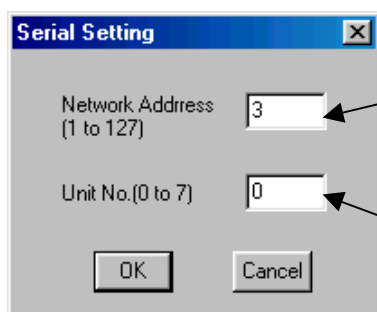 Serial Setting
Network Addrress
(1 to 127)
3
Unit No.(0 to 7)
0
OK
Cancel